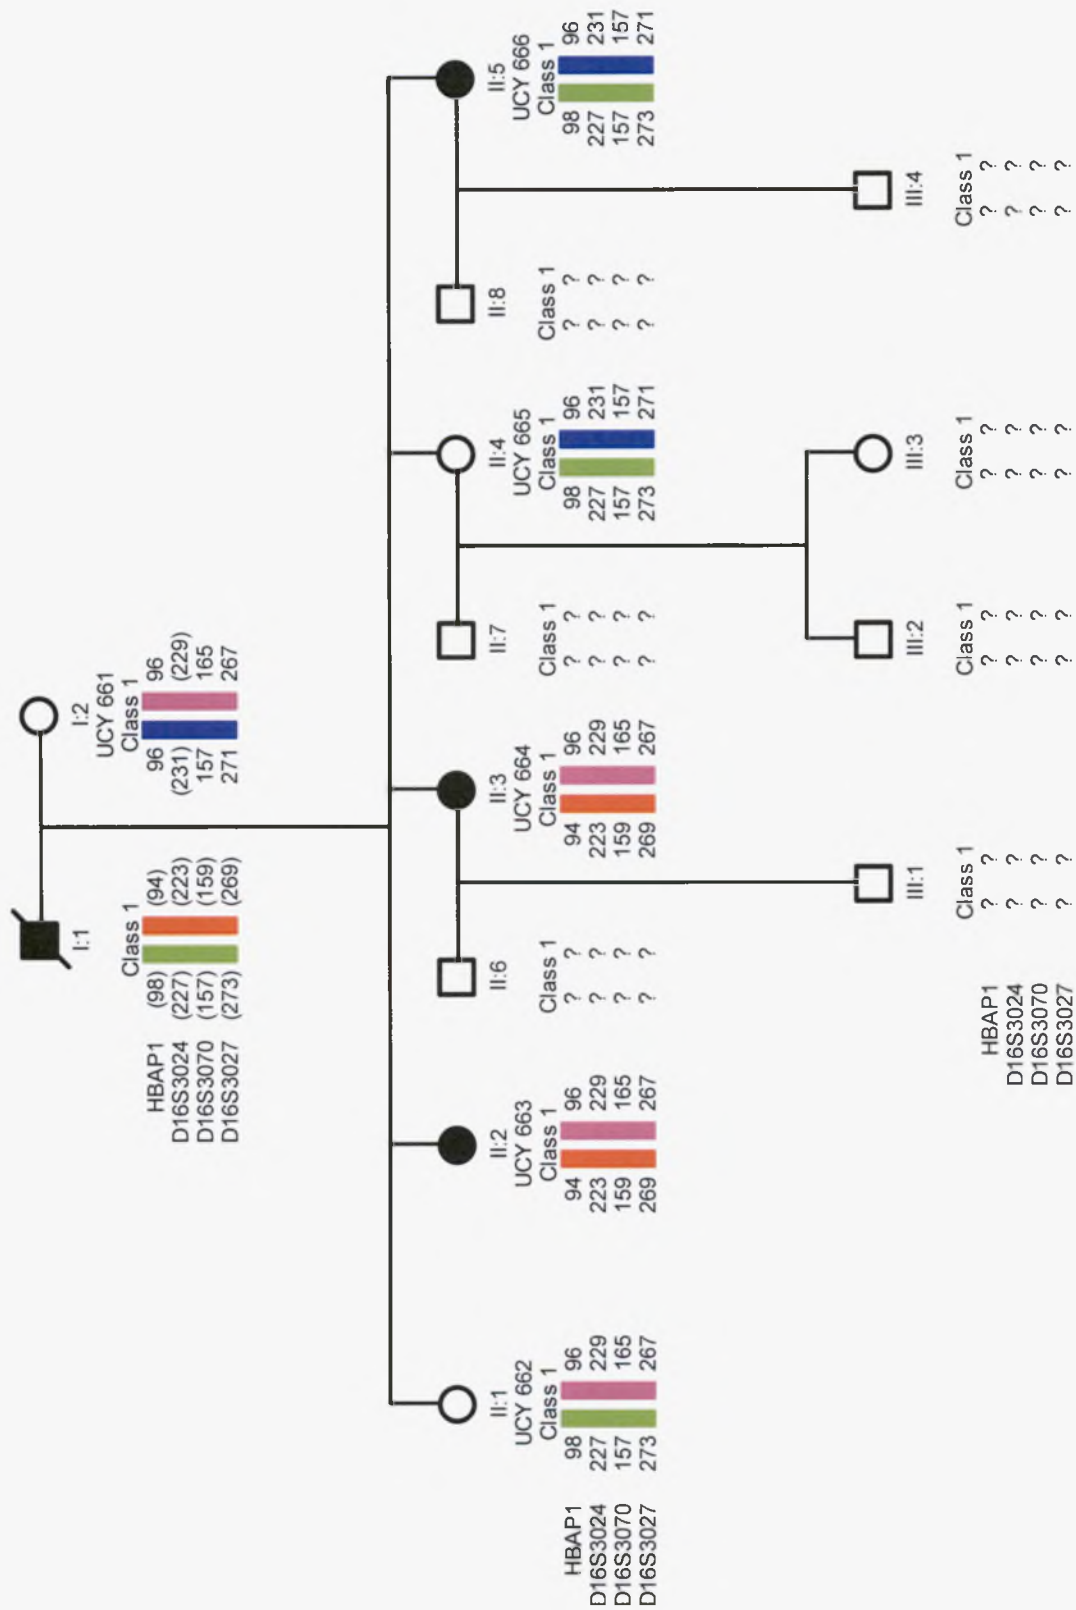 I:1
Class 1
HBAP1 (98) (94)
D16S3024 (227) (223)
D16S3070 (157) (159)
D16S3027 (273) (269)
I:2
UCY 661
Class 1
96 96
(231) (229)
157 165
271 267
II:1
UCY 662
Class 1
HBAP1 98 96
D16S3024 227 229
D16S3070 157 165
D16S3027 273 267
II:2
UCY 663
Class 1
94 96
223 229
159 165
269 267
II:6
Class 1
? ?
? ?
? ?
? ?
II:3
UCY 664
Class 1
94 96
223 229
159 165
269 267
II:7
Class 1
? ?
? ?
? ?
? ?
II:4
UCY 665
Class 1
98 96
227 231
157 157
273 271
II:8
Class 1
? ?
? ?
? ?
? ?
II:5
UCY 666
Class 1
98 96
227 231
157 157
273 271
III:1
Class 1
HBAP1 ? ?
D16S3024 ? ?
D16S3070 ? ?
D16S3027 ? ?
III:2
Class 1
? ?
? ?
? ?
? ?
III:3
Class 1
? ?
? ?
? ?
? ?
III:4
Class 1
? ?
? ?
? ?
? ?